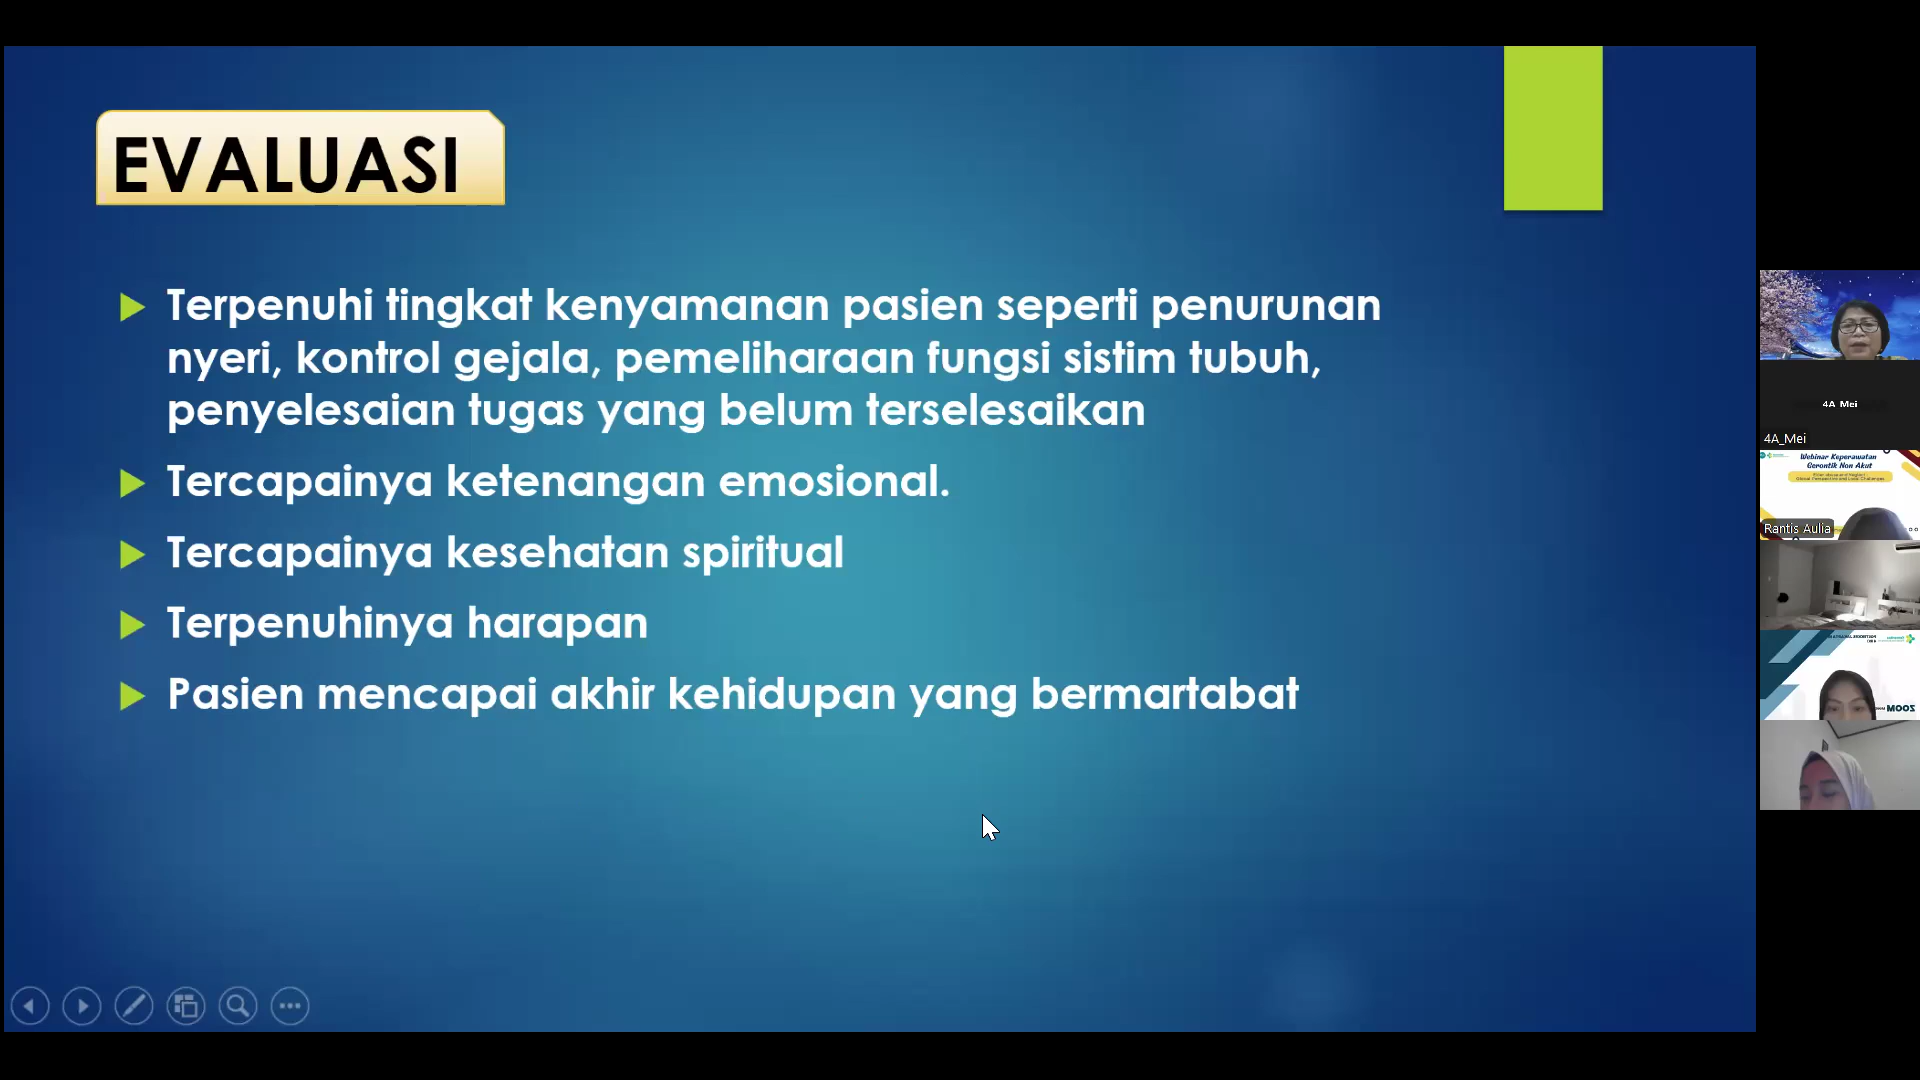 EVALUASI
Terpenuhi tingkat kenyamanan pasien seperti penurunan
nyeri, kontrol gejala, pemeliharaan fungsi sistim tubuh,
penyelesaian tugas yang belum terselesaikan
Tercapainya ketenangan emosional.
Tercapainya kesehatan spiritual
Terpenuhinya harapan
Pasien mencapai akhir kehidupan yang bermartabat
4A Mei
4A_Mei
Webinar Keperawatan
Gerontik Non Akut
Rantis Aulia
ZOOM